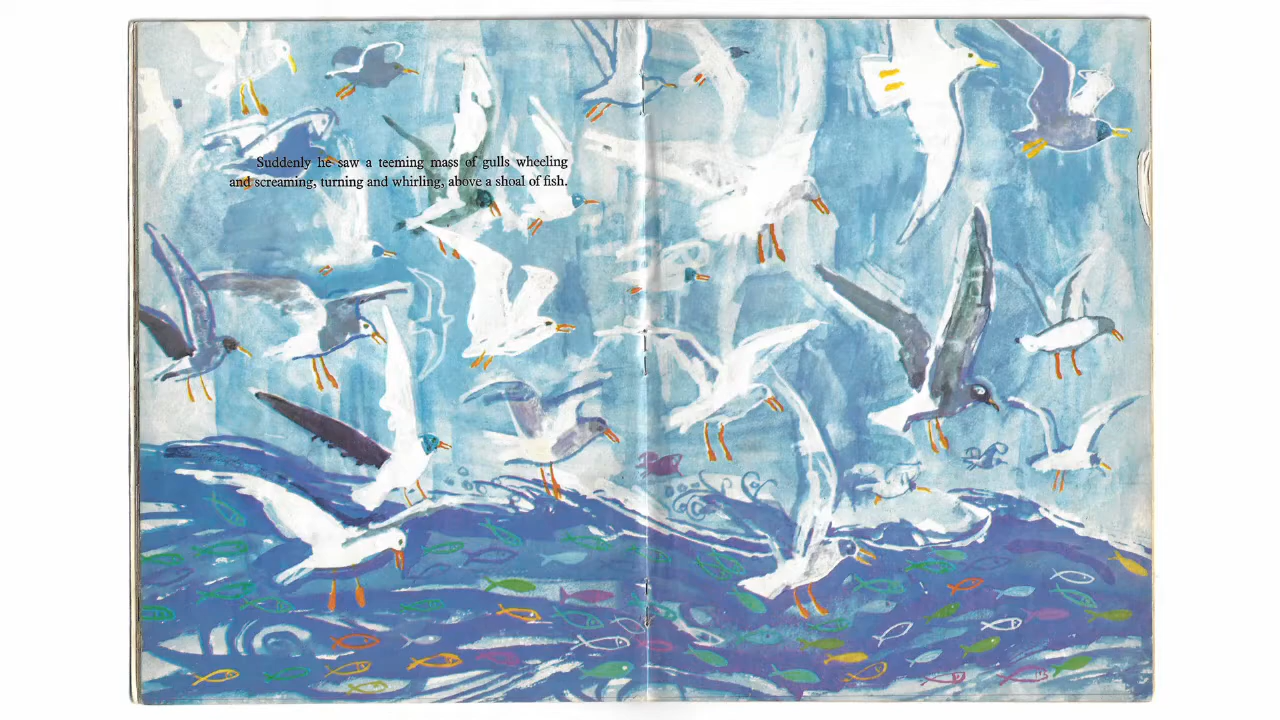 Suddenly he saw a teeming mass of gulls wheeling
and screaming, turning and whirling, above a shoal of fish.